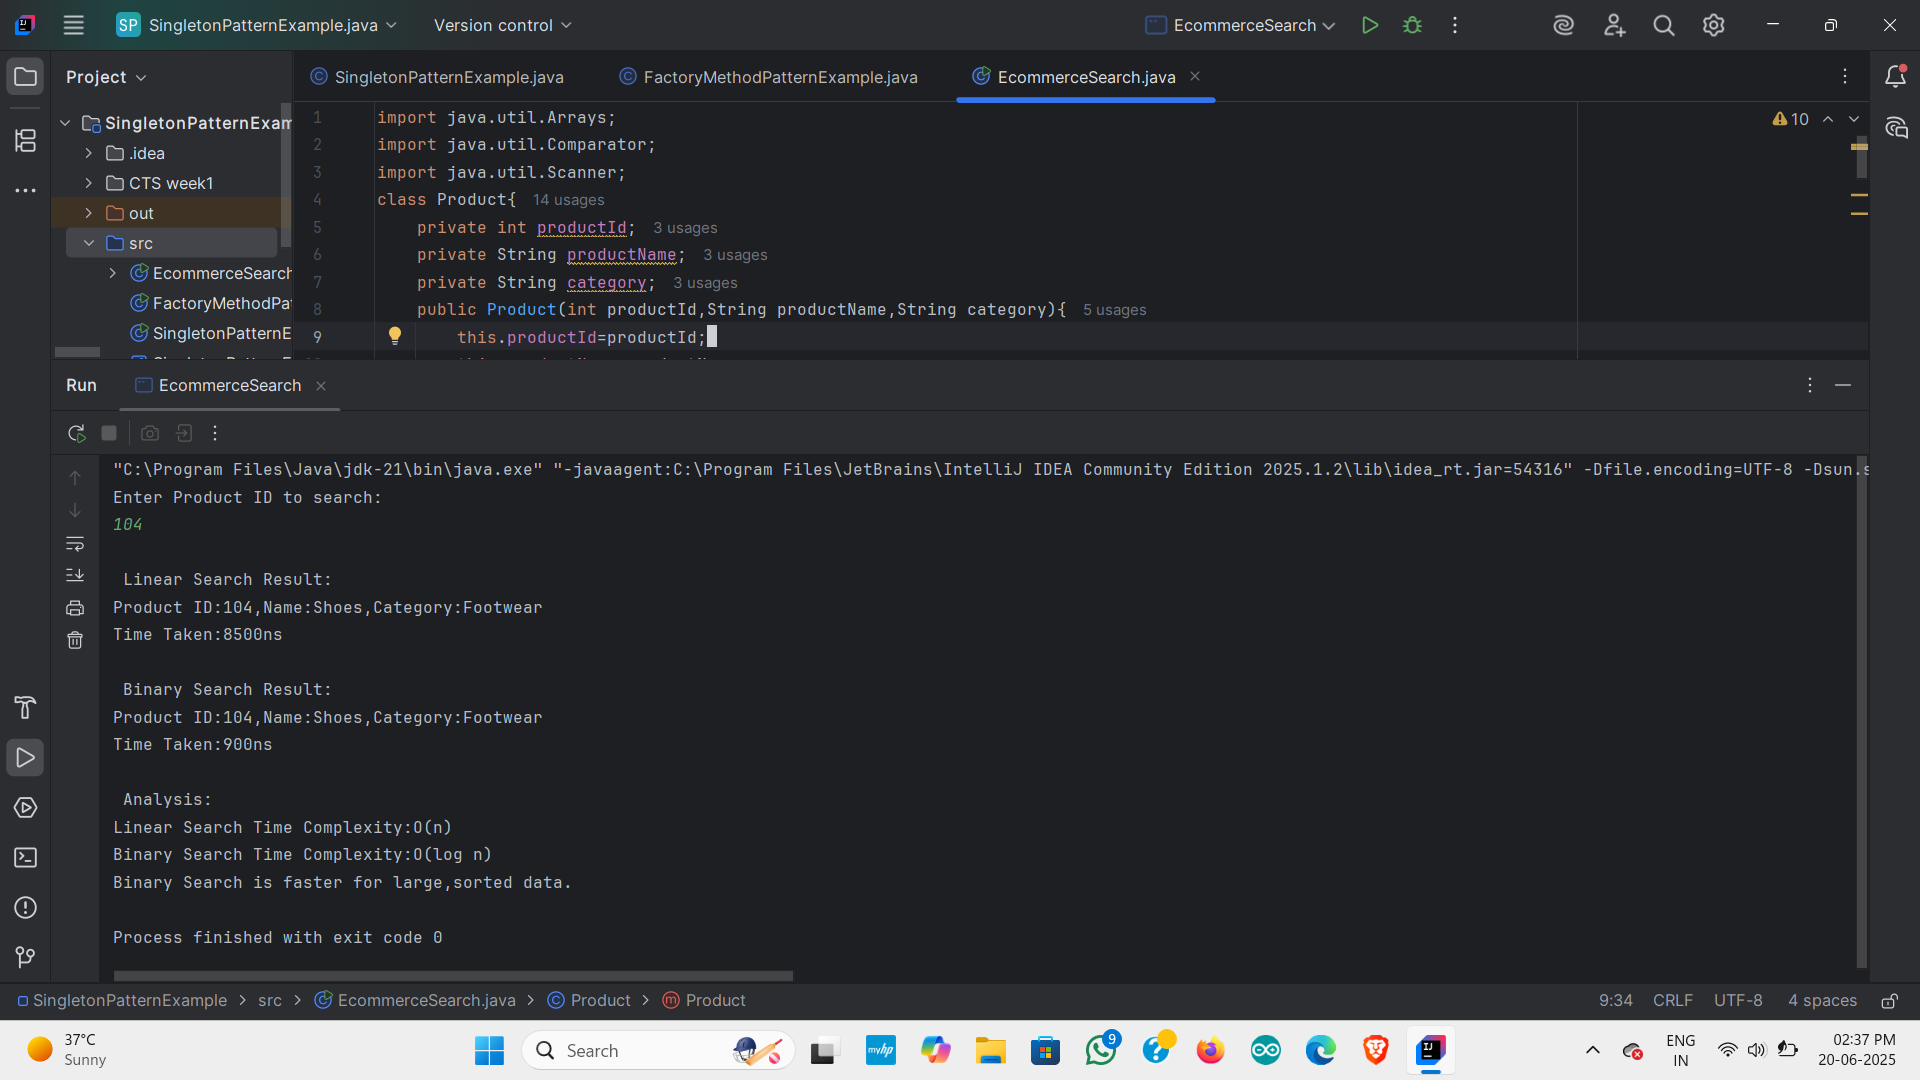 SP SingletonPatternExample.java Version control EcommerceSearch
Project
SingletonPatternExam
.idea
CTS week1
out
src
EcommerceSearch
FactoryMethodPa
SingletonPatternE
SingletonPatternExample.java FactoryMethodPatternExample.java EcommerceSearch.java
10
1 import java.util.Arrays;
2 import java.util.Comparator;
3 import java.util.Scanner;
4 class Product{ 14 usages
5 private int productId; 3 usages
6 private String productName; 3 usages
7 private String category; 3 usages
8 public Product(int productId,String productName,String category){ 5 usages
9 this.productId=productId;
Run EcommerceSearch
"C:\Program Files\Java\jdk-21\bin\java.exe" "-javaagent:C:\Program Files\JetBrains\IntelliJ IDEA Community Edition 2025.1.2\lib\idea_rt.jar=54316" -Dfile.encoding=UTF-8 -Dsun.s
Enter Product ID to search:
104
Linear Search Result:
Product ID:104,Name:Shoes,Category:Footwear
Time Taken:8500ns
Binary Search Result:
Product ID:104,Name:Shoes,Category:Footwear
Time Taken:900ns
Analysis:
Linear Search Time Complexity:O(n)
Binary Search Time Complexity:O(log n)
Binary Search is faster for large,sorted data.
Process finished with exit code 0
SingletonPatternExample > src > EcommerceSearch.java > Product > Product
9:34 CRLF UTF-8 4 spaces
37°C
Sunny
Search
myhp
9
IJ
ENG
IN
02:37 PM
20-06-2025